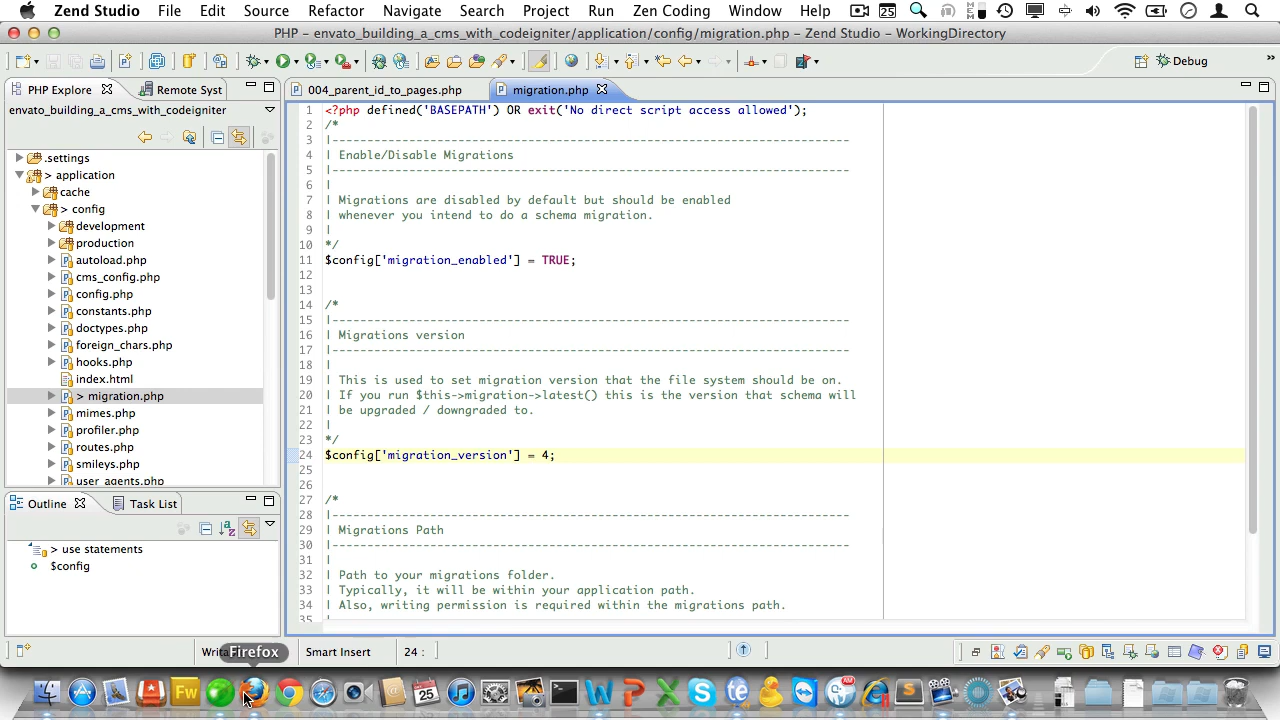 Zend Studio File Edit Source Refactor Navigate Search Project Run Zen Coding Window Help
PHP - envato_building_a_cms_with_codeigniter/application/config/migration.php - Zend Studio - WorkingDirectory
Debug
PHP Explore
Remote Syst
004_parent_id_to_pages.php
migration.php
envato_building_a_cms_with_codeigniter
.settings
> application
cache
> config
development
production
autoload.php
cms_config.php
config.php
constants.php
doctypes.php
foreign_chars.php
hooks.php
index.html
> migration.php
mimes.php
profiler.php
routes.php
smileys.php
user_agents.php
Outline
Task List
> use statements
$config
1 <?php defined('BASEPATH') OR exit('No direct script access allowed');
2 /*
3 |--------------------------------------------------------------------------
4 | Enable/Disable Migrations
5 |--------------------------------------------------------------------------
6 |
7 | Migrations are disabled by default but should be enabled
8 | whenever you intend to do a schema migration.
9 |
10 */
11 $config['migration_enabled'] = TRUE;
12
13
14 /*
15 |--------------------------------------------------------------------------
16 | Migrations version
17 |--------------------------------------------------------------------------
18 |
19 | This is used to set migration version that the file system should be on.
20 | If you run $this->migration->latest() this is the version that schema will
21 | be upgraded / downgraded to.
22 |
23 */
24 $config['migration_version'] = 4;
25
26
27 /*
28 |--------------------------------------------------------------------------
29 | Migrations Path
30 |--------------------------------------------------------------------------
31 |
32 | Path to your migrations folder.
33 | Typically, it will be within your application path.
34 | Also, writing permission is required within the migrations path.
35
Firefox
Smart Insert
24 :